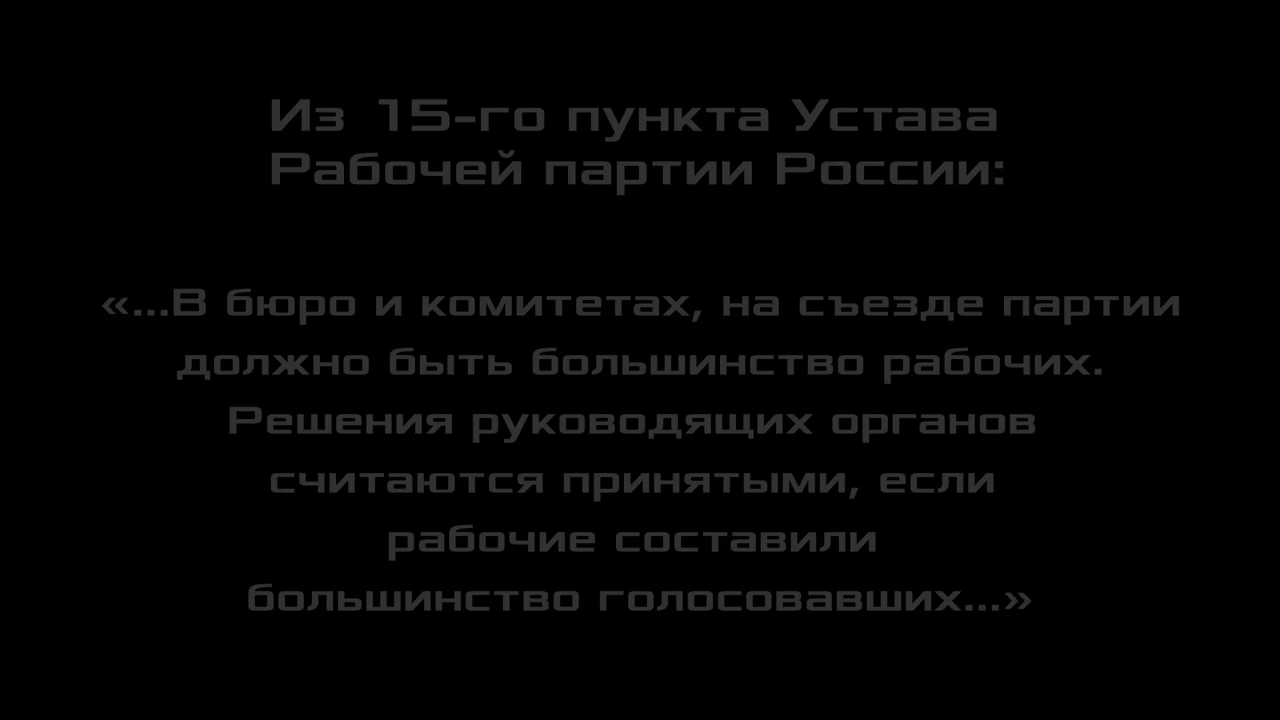 Из 15-го пункта Устава
Рабочей партии России:
«...В бюро и комитетах, на съезде партии
должно быть большинство рабочих.
Решения руководящих органов
считаются принятыми, если
рабочие составили
большинство голосовавших...»